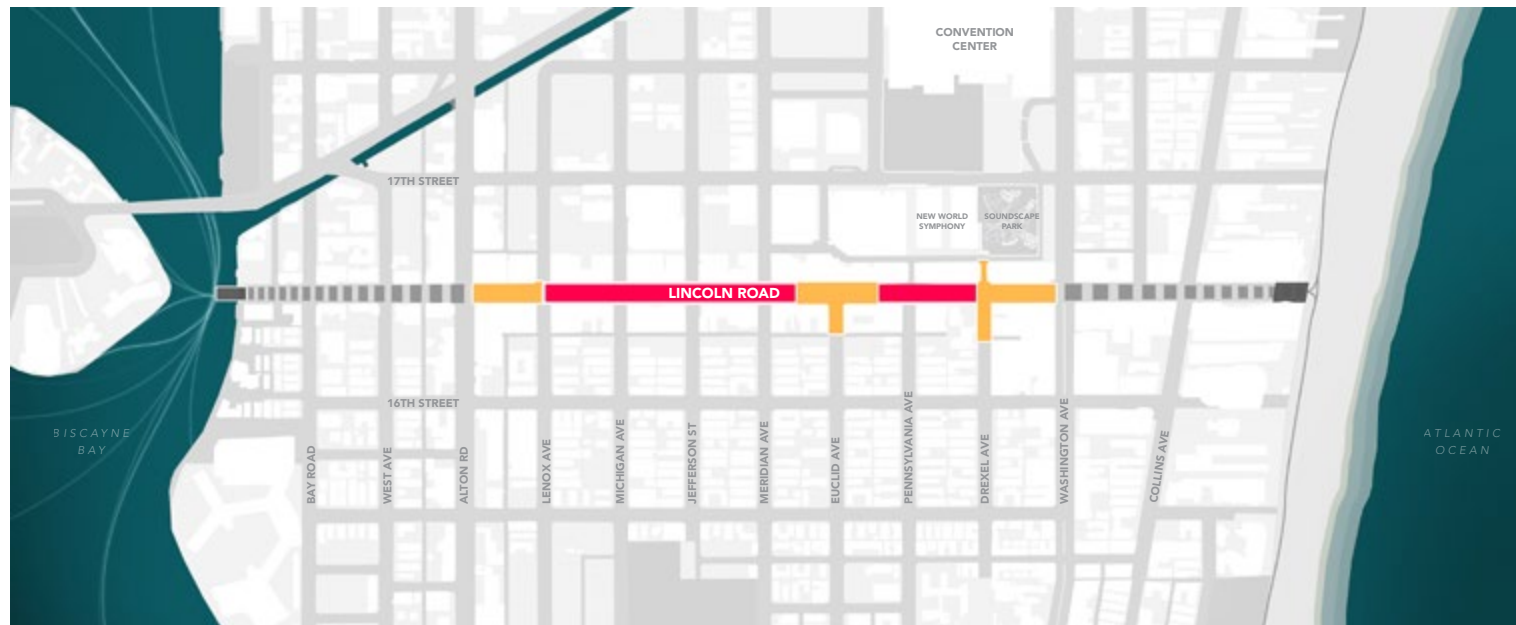 CONVENTION
CENTER
17TH STREET
NEW WORLD
SYMPHONY
SOUNDSCAPE
PARK
LINCOLN ROAD
16TH STREET
BISCAYNE
BAY
ATLANTIC
OCEAN
BAY ROAD
WEST AVE
ALTON RD
LENOX AVE
MICHIGAN AVE
JEFFERSON ST
MERIDIAN AVE
EUCLID AVE
PENNSYLVANIA AVE
DREXEL AVE
WASHINGTON AVE
COLLINS AVE